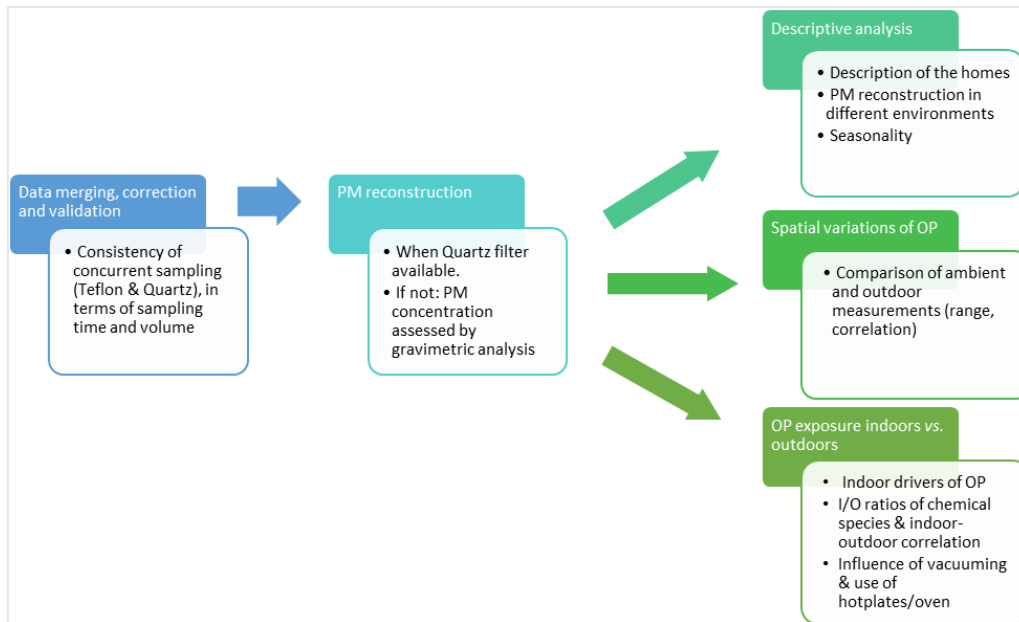 Data merging, correction
and validation
• Consistency of
concurrent sampling
(Teflon & Quartz), in
terms of sampling
time and volume
PM reconstruction
• When Quartz filter
available.
• If not: PM
concentration
assessed by
gravimetric analysis
Descriptive analysis
• Description of the homes
• PM reconstruction in
different environments
• Seasonality
Spatial variations of OP
• Comparison of ambient
and outdoor
measurements (range,
correlation)
OP exposure indoors vs.
outdoors
• Indoor drivers of OP
• I/O ratios of chemical
species & indoor-
outdoor correlation
• Influence of vacuuming
& use of
hotplates/oven